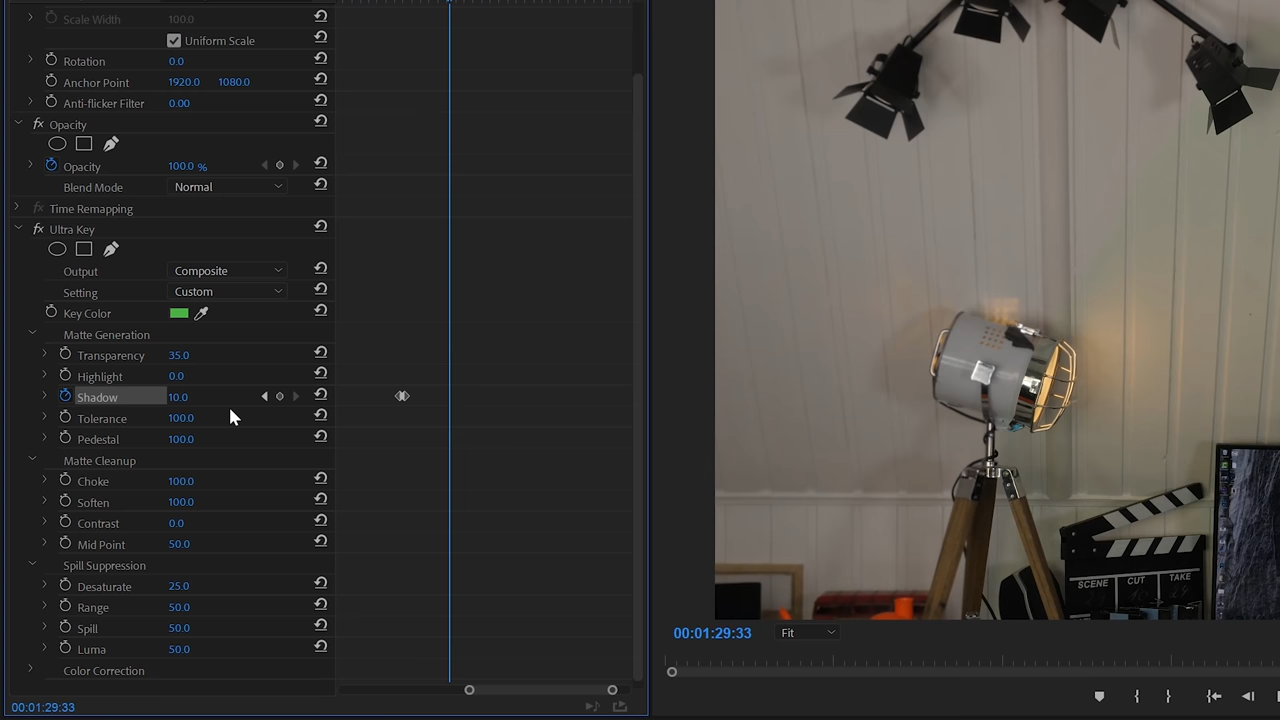 Scale Width 100.0
Uniform Scale
Rotation 0.0
Anchor Point 1920.0 1080.0
Anti-flicker Filter 0.00
fx Opacity
Opacity 100.0 %
Blend Mode Normal
fx Time Remapping
fx Ultra Key
Output Composite
Setting Custom
Key Color
Matte Generation
Transparency 35.0
Highlight 0.0
Shadow 10.0
Tolerance 100.0
Pedestal 100.0
Matte Cleanup
Choke 100.0
Soften 100.0
Contrast 0.0
Mid Point 50.0
Spill Suppression
Desaturate 25.0
Range 50.0
Spill 50.0
Luma 50.0
Color Correction
00:01:29:33
SCENE CUT TAKE
00:01:29:33 Fit